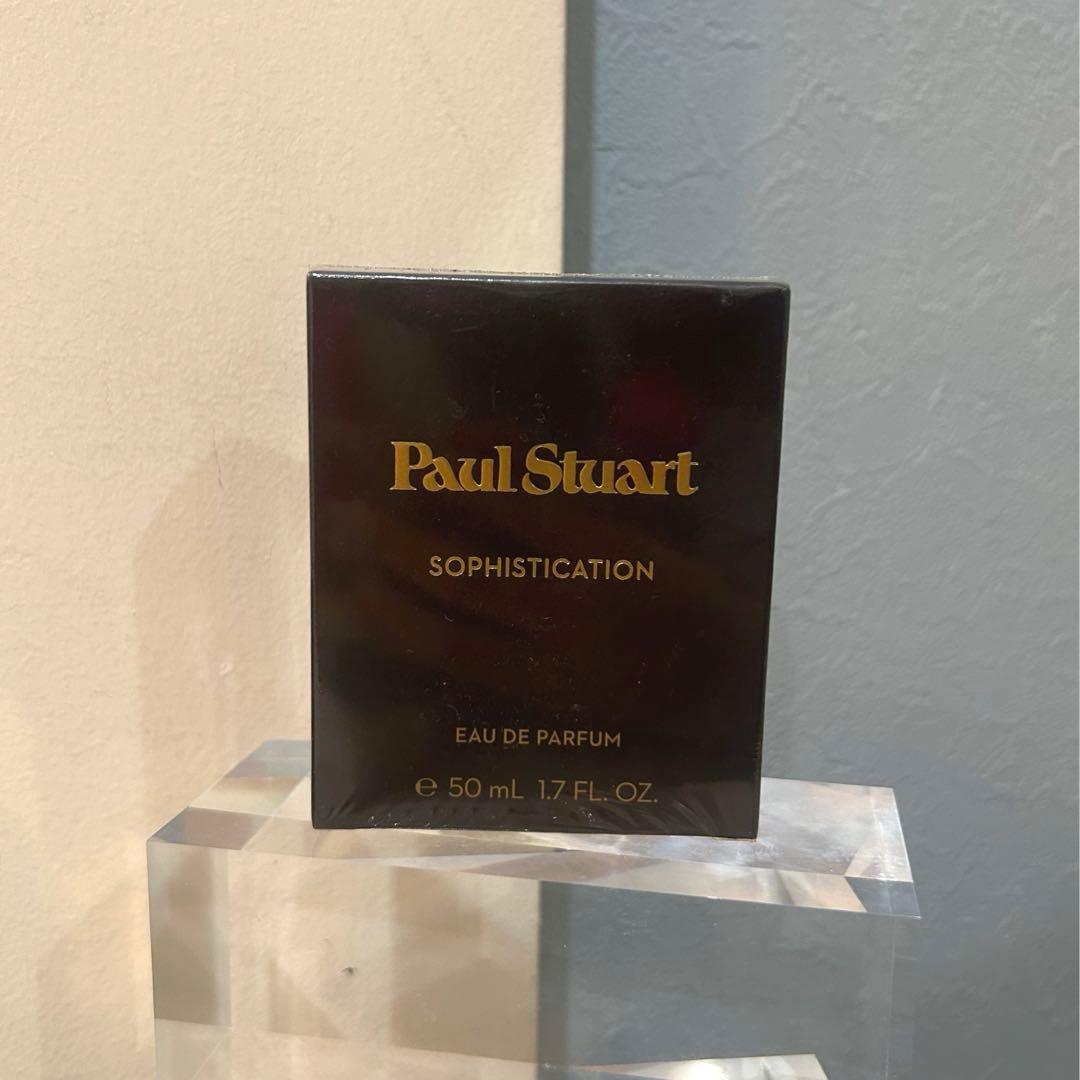 Paul Stuart
SOPHISTICATION
EAU DE PARFUM
℮ 50 mL 1.7 FL. OZ.